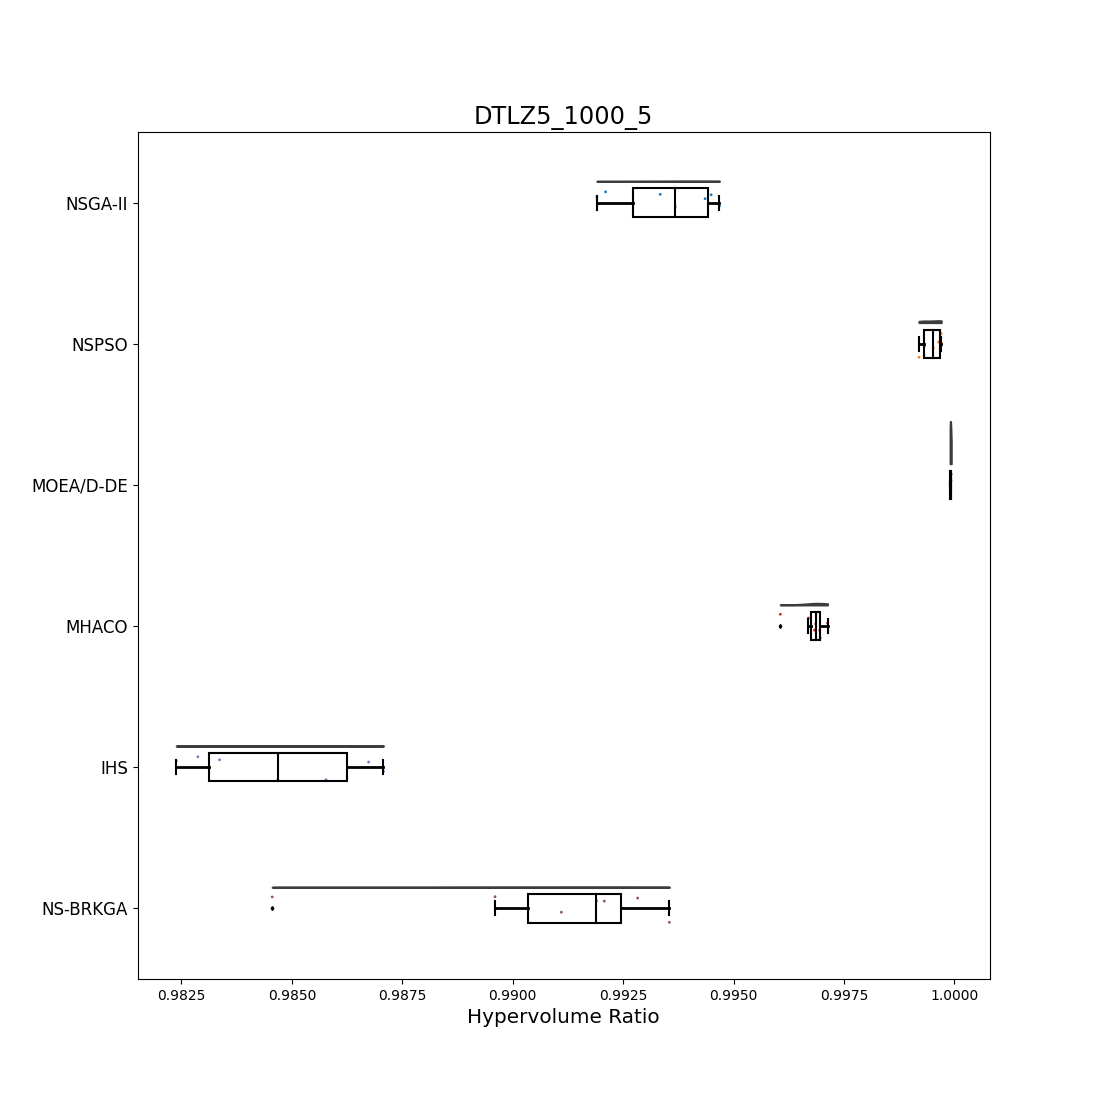 DTLZ5_1000_5
NSGA-II
NSPSO
MOEA/D-DE
MHACO
IHS
NS-BRKGA
0.9825 0.9850 0.9875 0.9900 0.9925 0.9950 0.9975 1.0000
Hypervolume Ratio